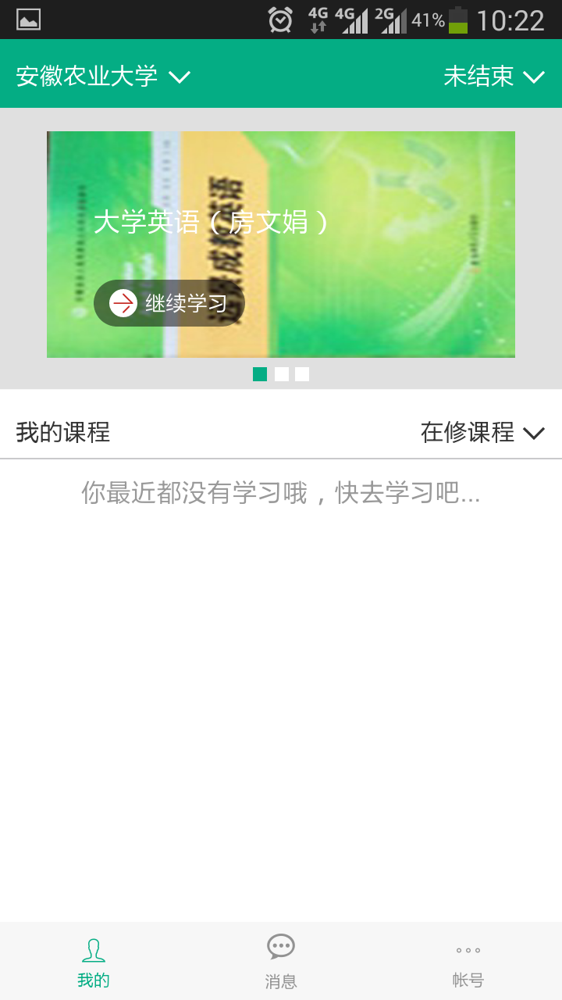 4G 4G 2G 41% 10:22
安徽农业大学 未结束
大学英语（房文娟）
继续学习
我的课程 在修课程
你最近都没有学习哦，快去学习吧...
我的 消息 帐号